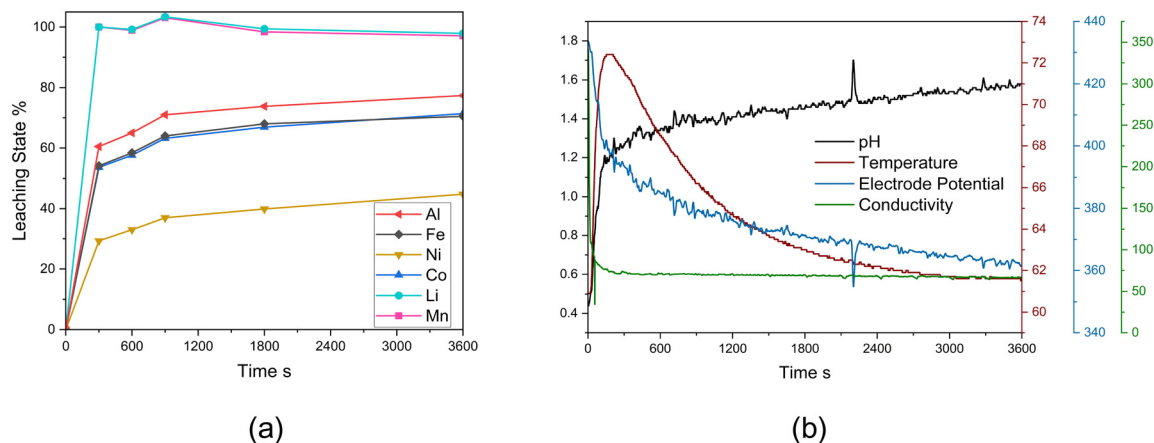 100
80
60
40
20
0
Leaching State %
0 600 1200 1800 2400 3000 3600
Time s
Al
Fe
Ni
Co
Li
Mn
(a)
1.8
1.6
1.4
1.2
1.0
0.8
0.6
0.4
0 600 1200 1800 2400 3000 3600
Time s
pH
Temperature
Electrode Potential
Conductivity
74
72
70
68
66
64
62
60
440
420
400
380
360
340
350
300
250
200
150
100
50
0
(b)